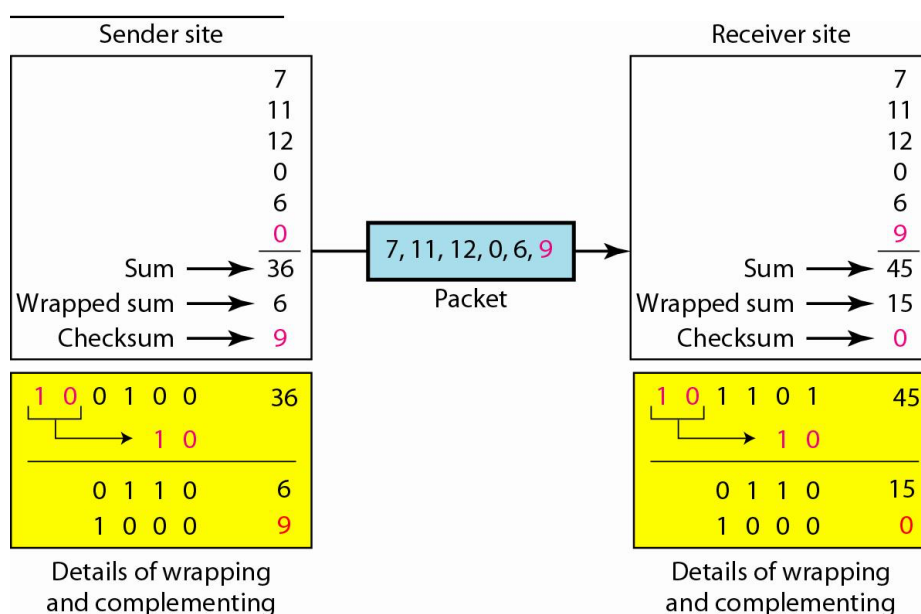 Sender site
7
11
12
0
6
0
Sum 36
Wrapped sum 6
Checksum 9
1 0 0 1 0 0 36
1 0
0 1 1 0 6
1 0 0 0 9
Details of wrapping
and complementing
7, 11, 12, 0, 6, 9
Packet
Receiver site
7
11
12
0
6
9
Sum 45
Wrapped sum 15
Checksum 0
1 0 1 1 0 1 45
1 0
0 1 1 0 15
1 0 0 0 0
Details of wrapping
and complementing